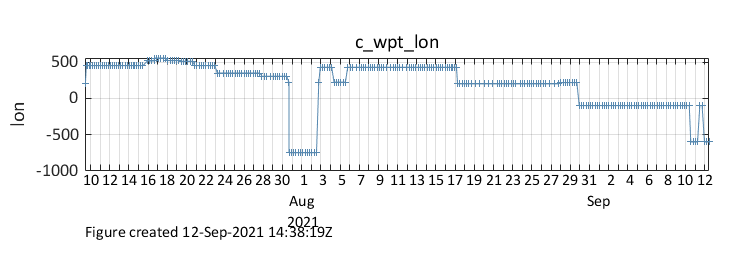 c_wpt_lon
500
0
-500
-1000
lon
10 12 14 16 18 20 22 24 26 28 30 1 3 5 7 9 11 13 15 17 19 21 23 25 27 29 31 2 4 6 8 10 12
Aug Sep
2021
Figure created 12-Sep-2021 14:38:19Z